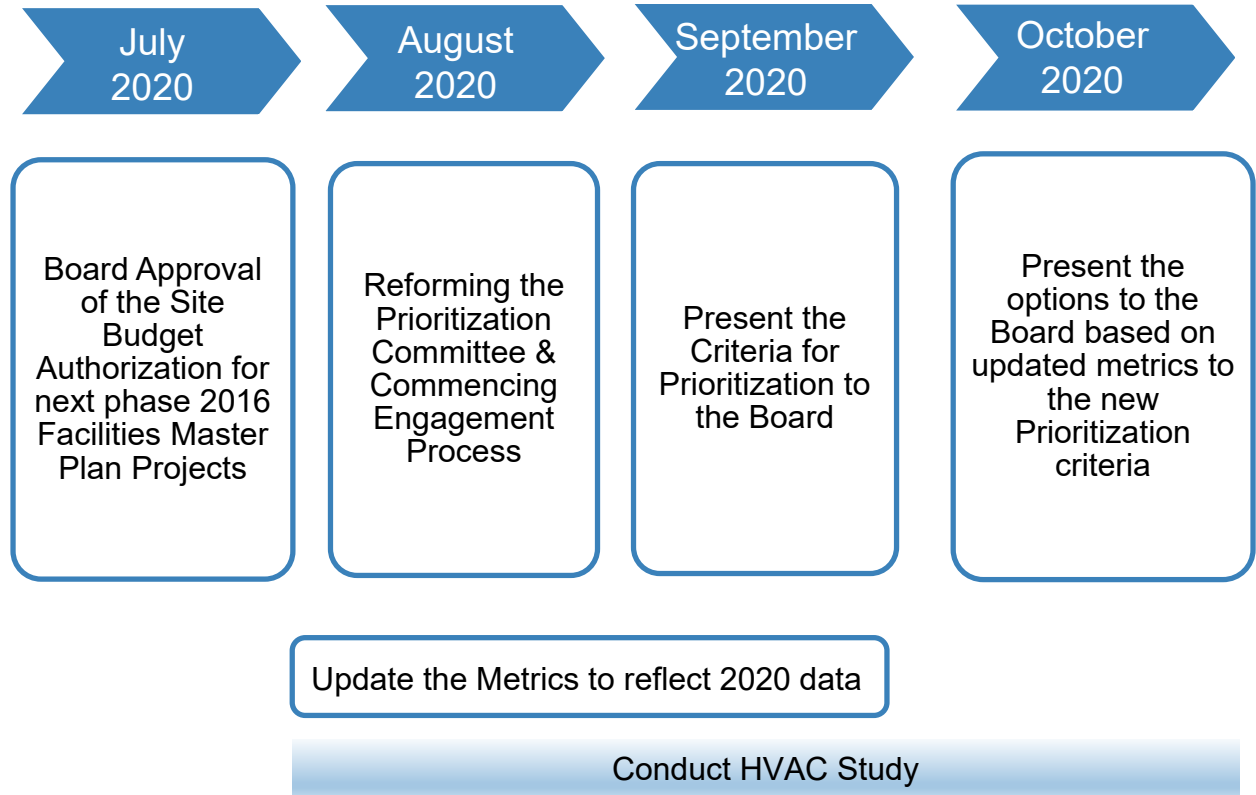 July
2020
August
2020
September
2020
October
2020
Board Approval
of the Site
Budget
Authorization for
next phase 2016
Facilities Master
Plan Projects
Reforming the
Prioritization
Committee &
Commencing
Engagement
Process
Present the
Criteria for
Prioritization to
the Board
Present the
options to the
Board based on
updated metrics to
the new
Prioritization
criteria
Update the Metrics to reflect 2020 data
Conduct HVAC Study